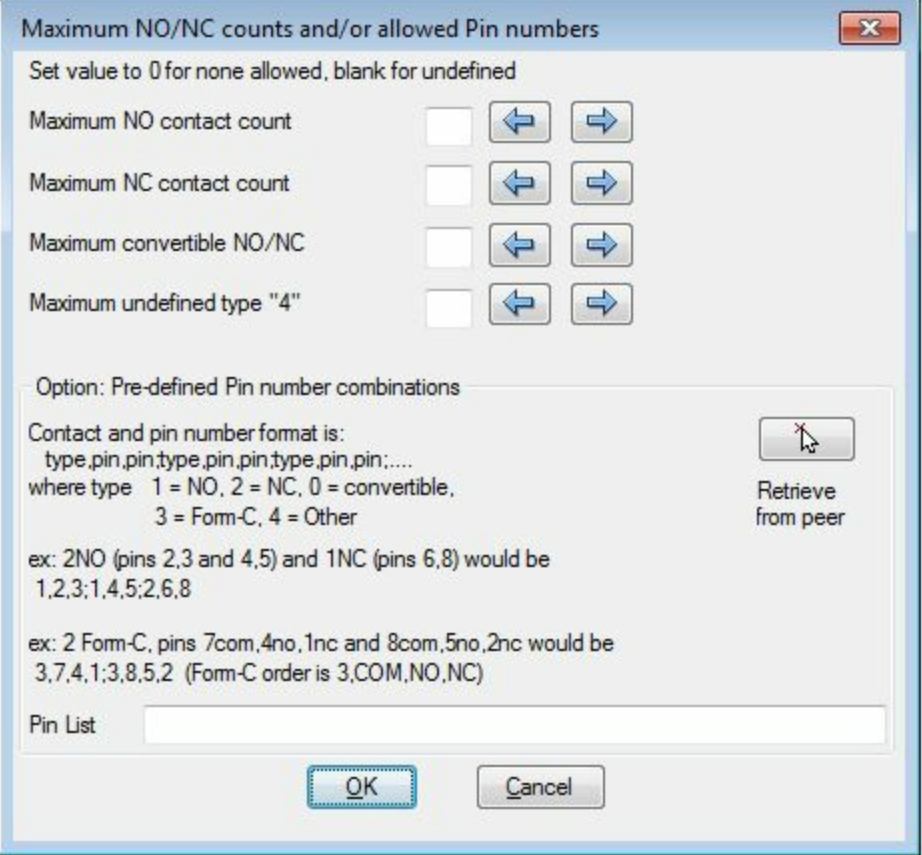 Maximum NO/NC counts and/or allowed Pin numbers
Set value to 0 for none allowed, blank for undefined
Maximum NO contact count
Maximum NC contact count
Maximum convertible NO/NC
Maximum undefined type "4"
Option: Pre-defined Pin number combinations
Contact and pin number format is:
type,pin,pin;type,pin,pin;type,pin,pin;....
where type 1 = NO, 2 = NC, 0 = convertible,
3 = Form-C, 4 = Other
Retrieve
from peer
ex: 2NO (pins 2,3 and 4,5) and 1NC (pins 6,8) would be
1,2,3;1,4,5;2,6,8
ex: 2 Form-C, pins 7com,4no,1nc and 8com,5no,2nc would be
3,7,4,1;3,8,5,2 (Form-C order is 3,COM,NO,NC)
Pin List
OK
Cancel